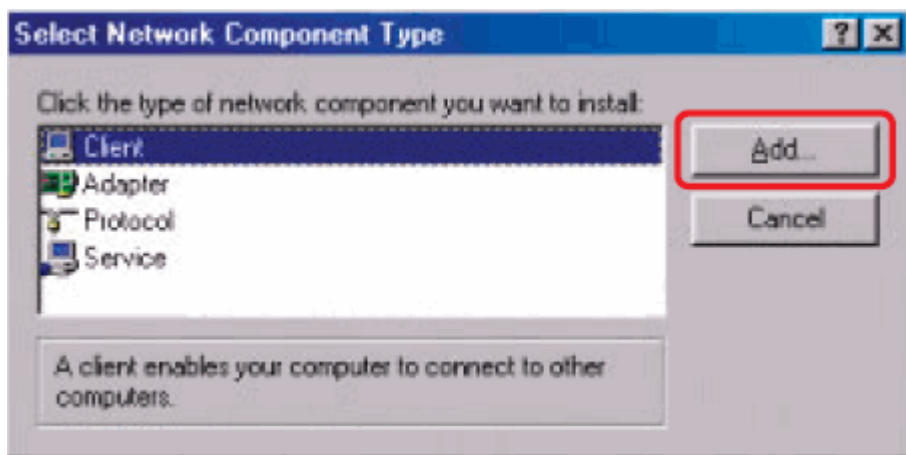 Select Network Component Type
Click the type of network component you want to install:
Client
Adapter
Protocol
Service
Add...
Cancel
A client enables your computer to connect to other
computers.